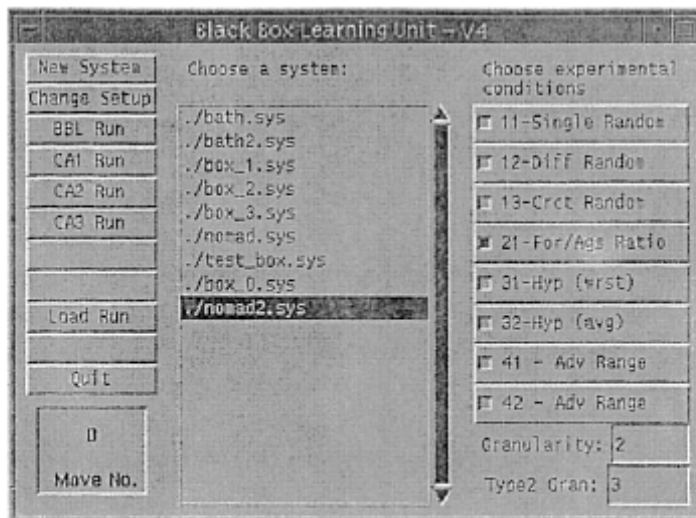 Black Box Learning Unit - V4
New System
Change Setup
BBL Run
CA1 Run
CA2 Run
CA3 Run
Load Run
Quit
0
Move No.
Choose a system:
./bath.sys
./bath2.sys
./box_1.sys
./box_2.sys
./box_3.sys
./nomad.sys
./test_box.sys
./box_0.sys
./nomad2.sys
Choose experimental
conditions
11-Single Random
12-Diff Random
13-Crct Random
21-For/Ags Ratio
31-Hyp (wrst)
32-Hyp (avg)
41 - Adv Range
42 - Adv Range
Granularity: 2
Type2 Gran: 3